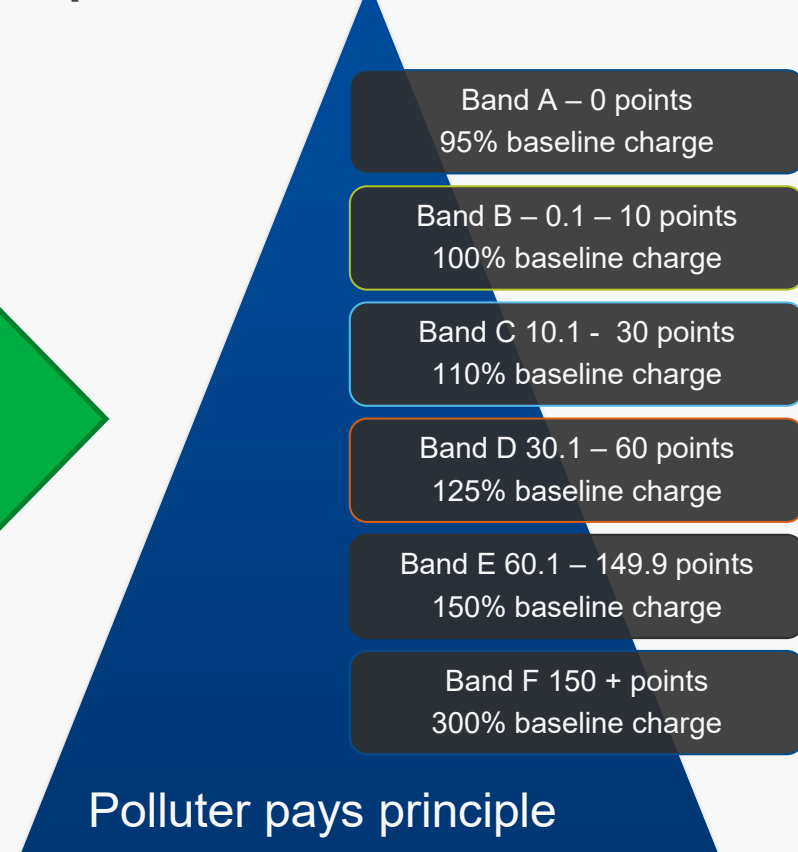 Band A – 0 points
95% baseline charge
Band B – 0.1 – 10 points
100% baseline charge
Band C 10.1 -  30 points
110% baseline charge
Band D 30.1 – 60 points
125% baseline charge
Band E 60.1 – 149.9 points
150% baseline charge
Band F 150 + points
300% baseline charge
Polluter pays principle